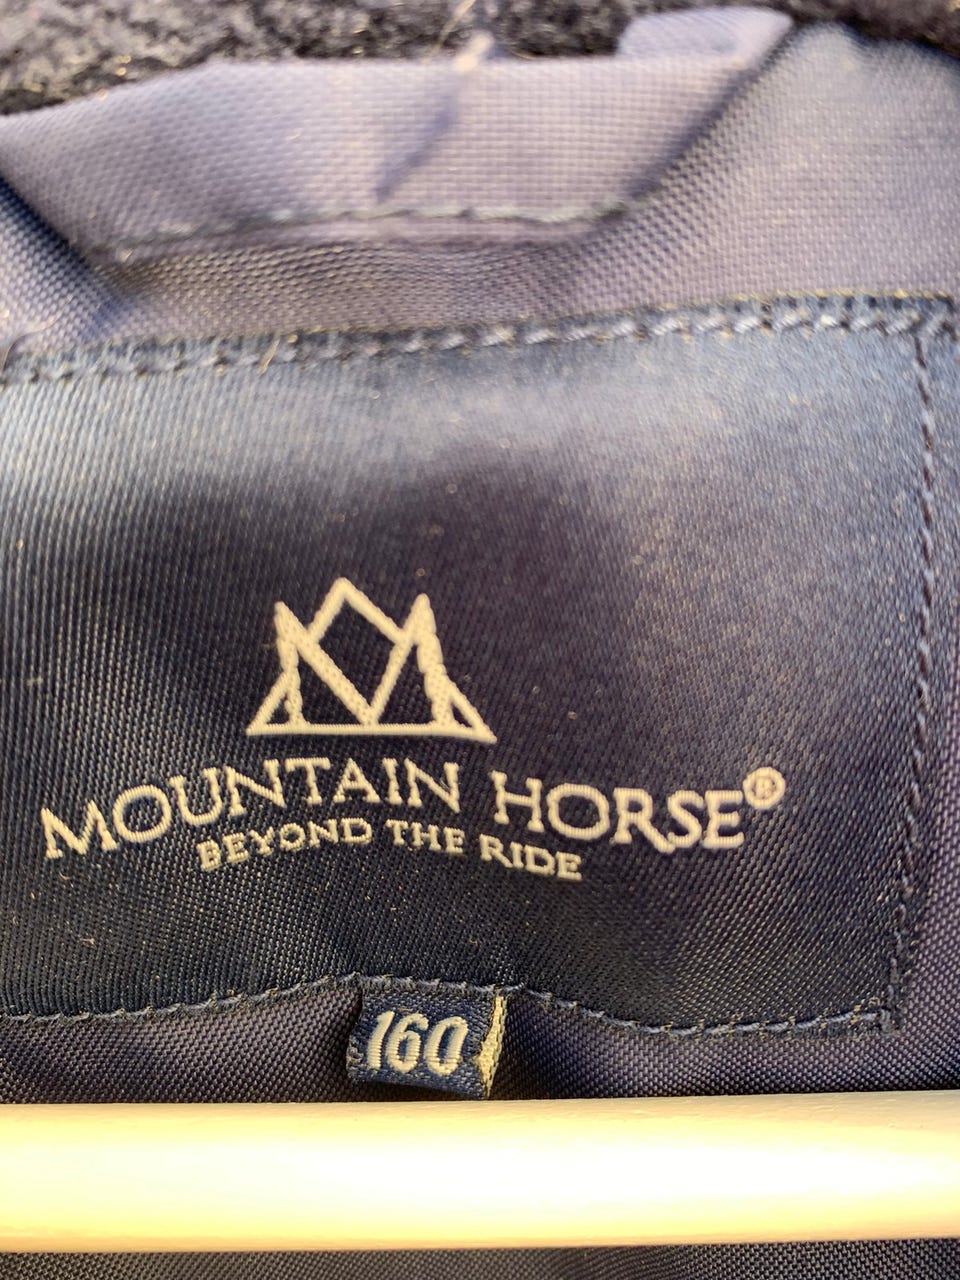 MOUNTAIN HORSE®
BEYOND THE RIDE
160